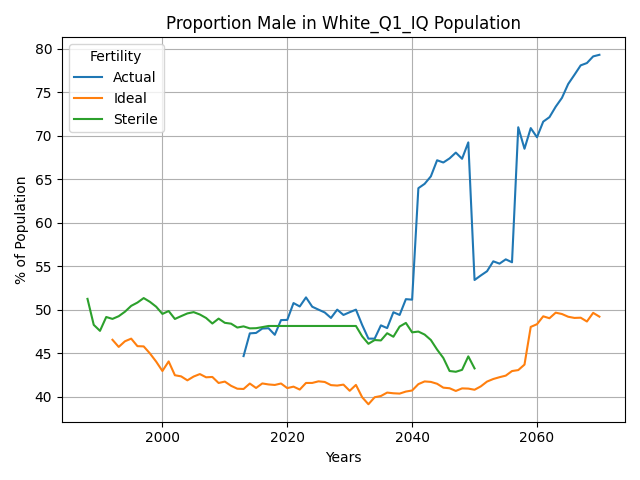 Proportion Male in White_Q1_IQ Population
Fertility
Actual
Ideal
Sterile
% of Population
80
75
70
65
60
55
50
45
40
2000
2020
2040
2060
Years